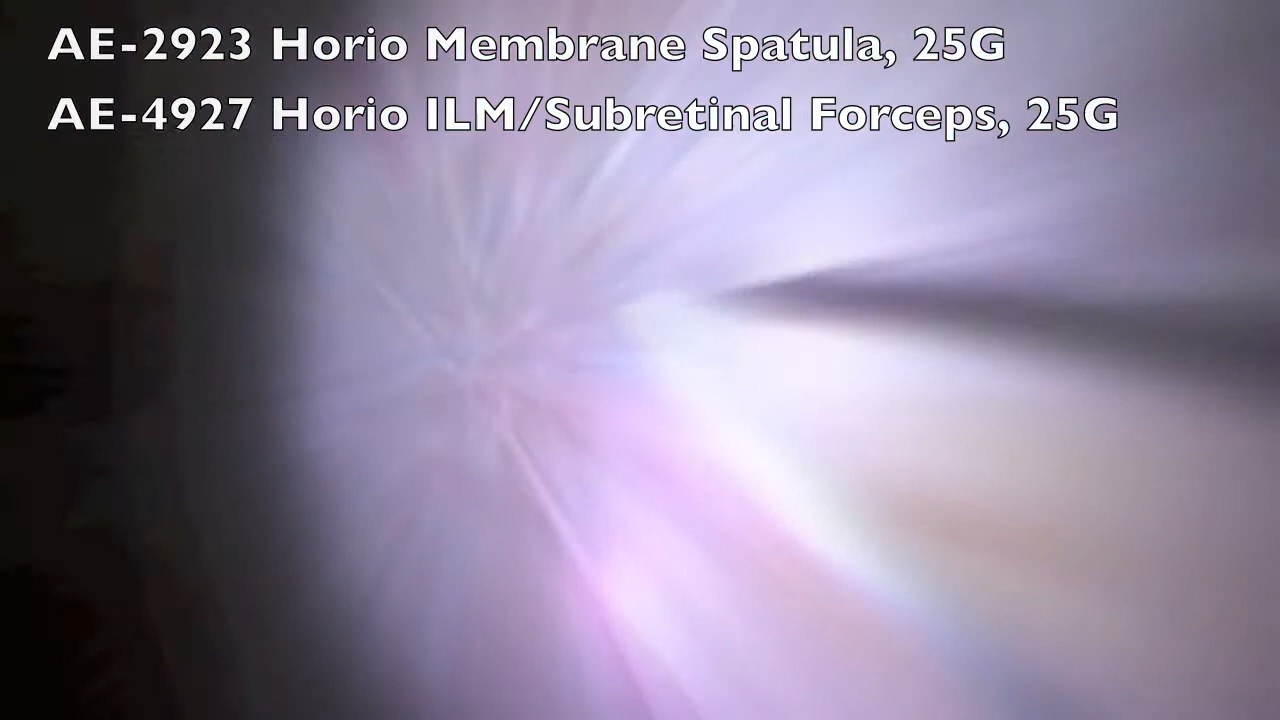 AE-2923 Horio Membrane Spatula, 25G
AE-4927 Horio ILM/Subretinal Forceps, 25G